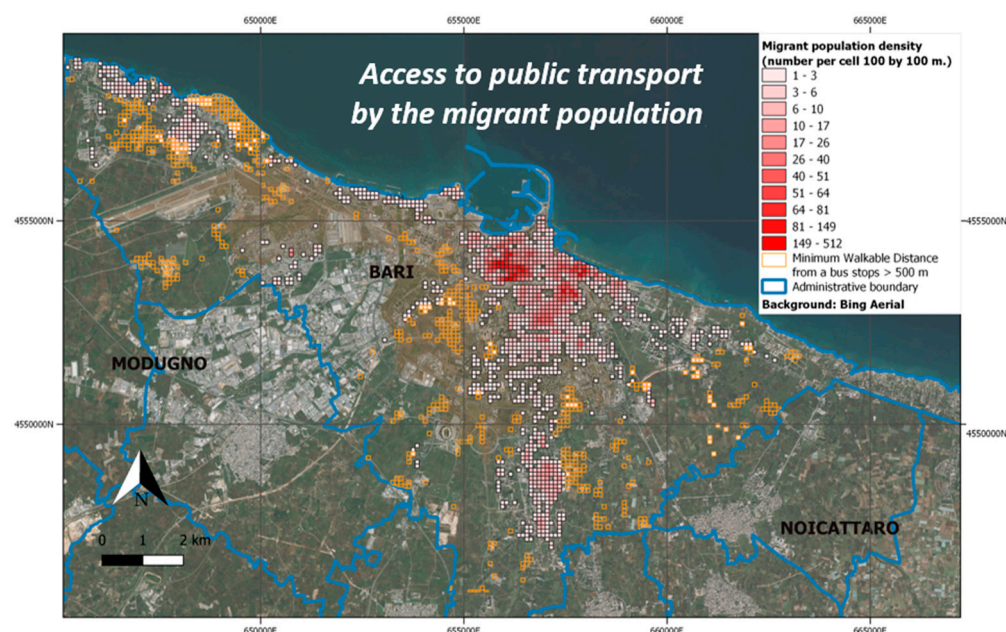 650000E 655000E 660000E 665000E
Access to public transport
by the migrant population
Migrant population density
(number per cell 100 by 100 m.)
1 - 3
3 - 6
6 - 10
10 - 17
17 - 26
26 - 40
40 - 51
51 - 64
64 - 81
81 - 149
149 - 512
Minimum Walkable Distance
from a bus stops > 500 m
Administrative boundary
Background: Bing Aerial
4555000N 4555000N
BARI
MODUGNO
4550000N 4550000N
N
NOICATTARO
0 1 2 km
650000E 655000E 660000E 665000E